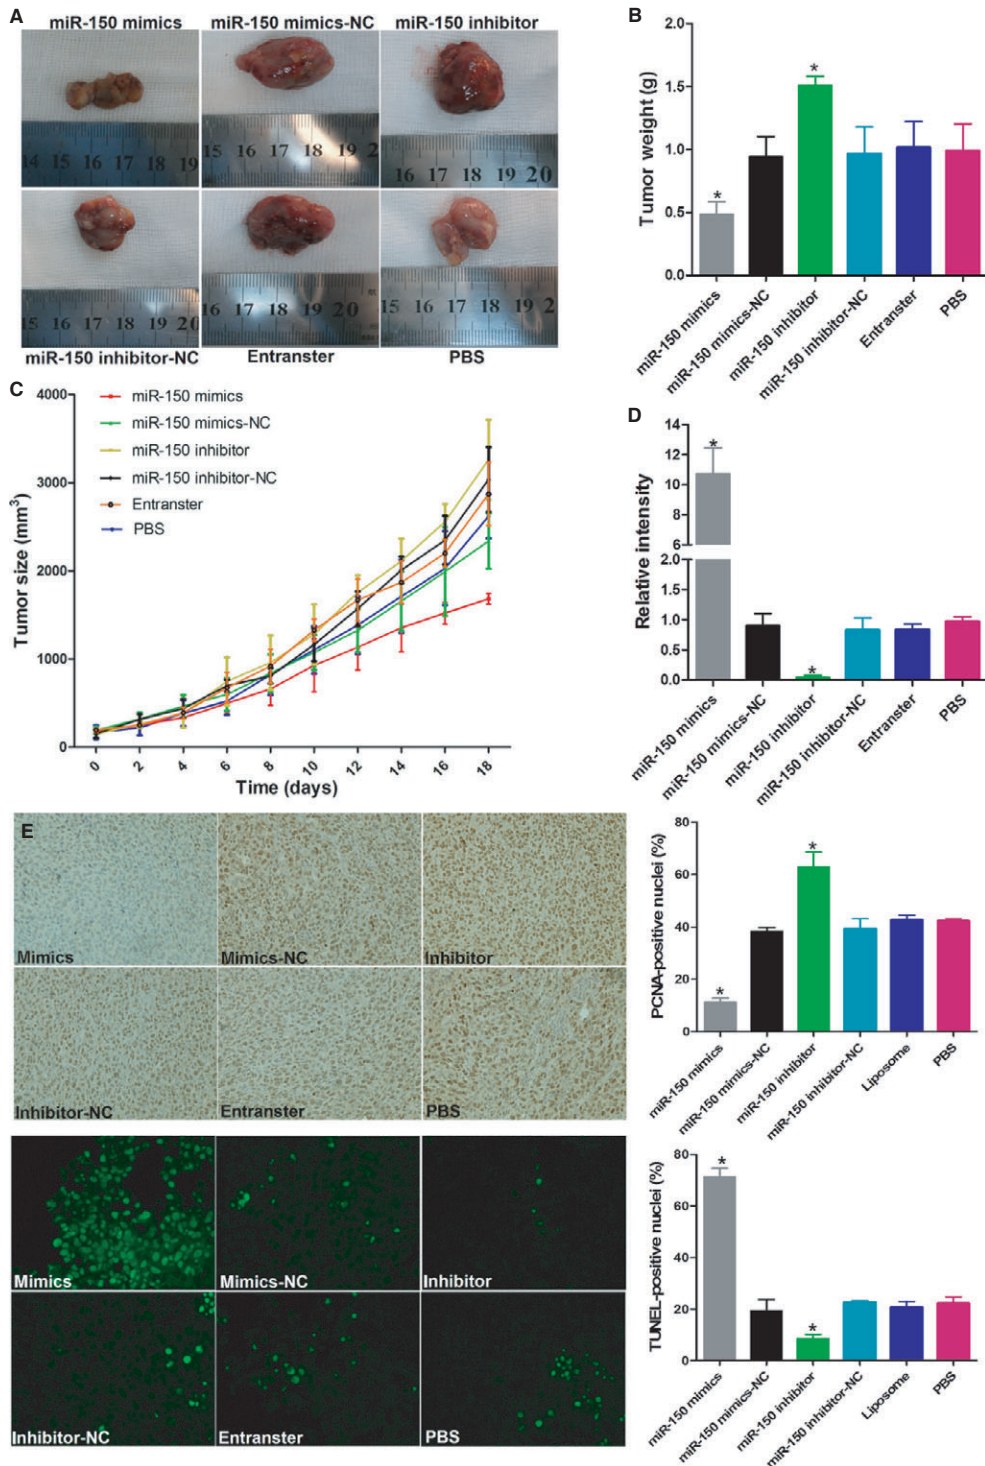 A
miR-150 mimics
miR-150 mimics-NC
miR-150 inhibitor
14 15 16 17 18 19
15 16 17 18 19 2
16 17 18 19 20
15 16 17 18 19 20
16 17 18 19 20
15 16 17 18 19 2
miR-150 inhibitor-NC
Entranster
PBS
B
Tumor weight (g)
2.0
1.5
1.0
0.5
0.0
*
*
miR-150 mimics
miR-150 mimics-NC
miR-150 inhibitor
miR-150 inhibitor-NC
Entranster
PBS
C
Tumor size (mm³)
4000
3000
2000
1000
0
miR-150 mimics
miR-150 mimics-NC
miR-150 inhibitor
miR-150 inhibitor-NC
Entranster
PBS
0 2 4 6 8 10 12 14 16 18
Time (days)
D
Relative intensity
14
12
10
8
6
2.0
1.5
1.0
0.5
0.0
*
*
miR-150 mimics
miR-150 mimics-NC
miR-150 inhibitor
miR-150 inhibitor-NC
Entranster
PBS
E
Mimics
Mimics-NC
Inhibitor
Inhibitor-NC
Entranster
PBS
PCNA-positive nuclei (%)
80
60
40
20
0
*
*
miR-150 mimics
miR-150 mimics-NC
miR-150 inhibitor
miR-150 inhibitor-NC
Liposome
PBS
Mimics
Mimics-NC
Inhibitor
Inhibitor-NC
Entranster
PBS
TUNEL-positive nuclei (%)
80
60
40
20
0
*
*
miR-150 mimics
miR-150 mimics-NC
miR-150 inhibitor
miR-150 inhibitor-NC
Liposome
PBS